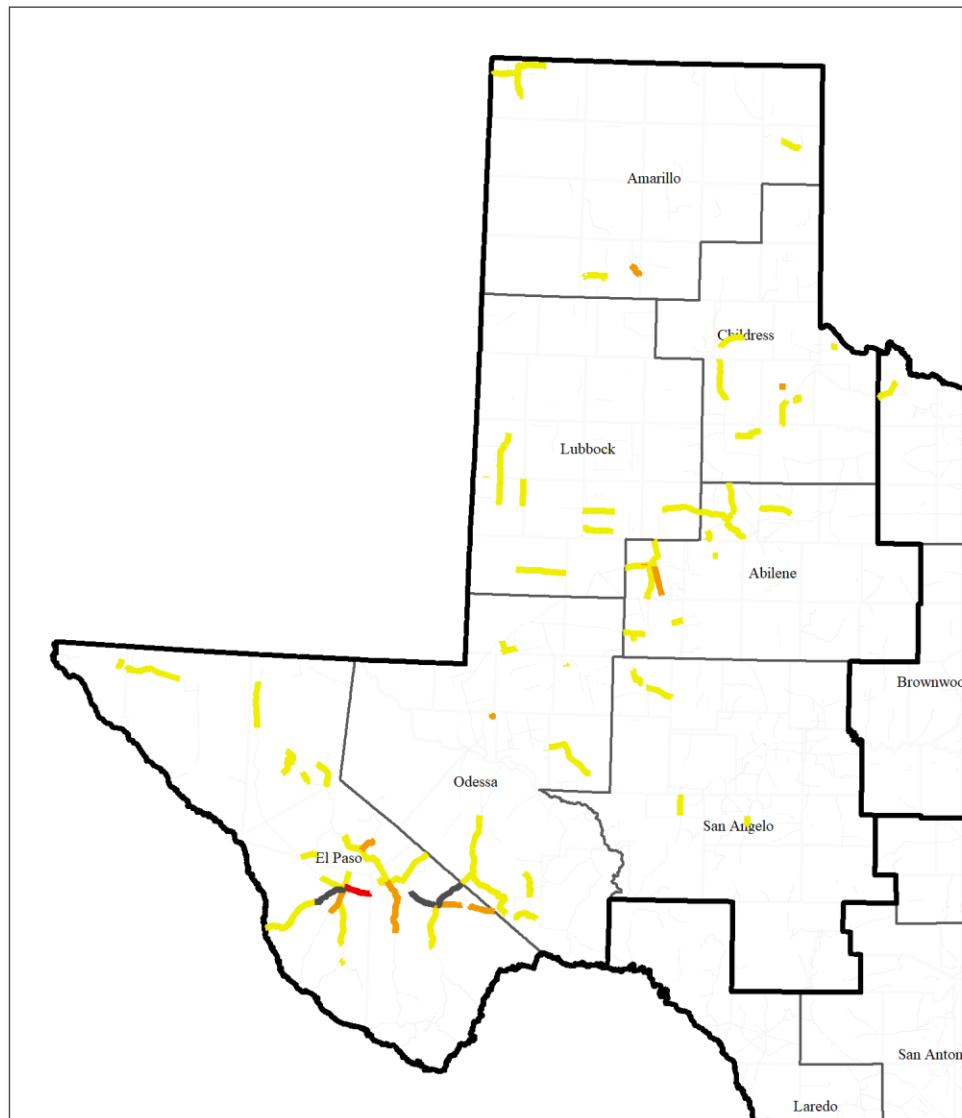 Amarillo
Childress
Lubbock
Abilene
Brownwoo
Odessa
San Angelo
El Paso
San Anton
Laredo